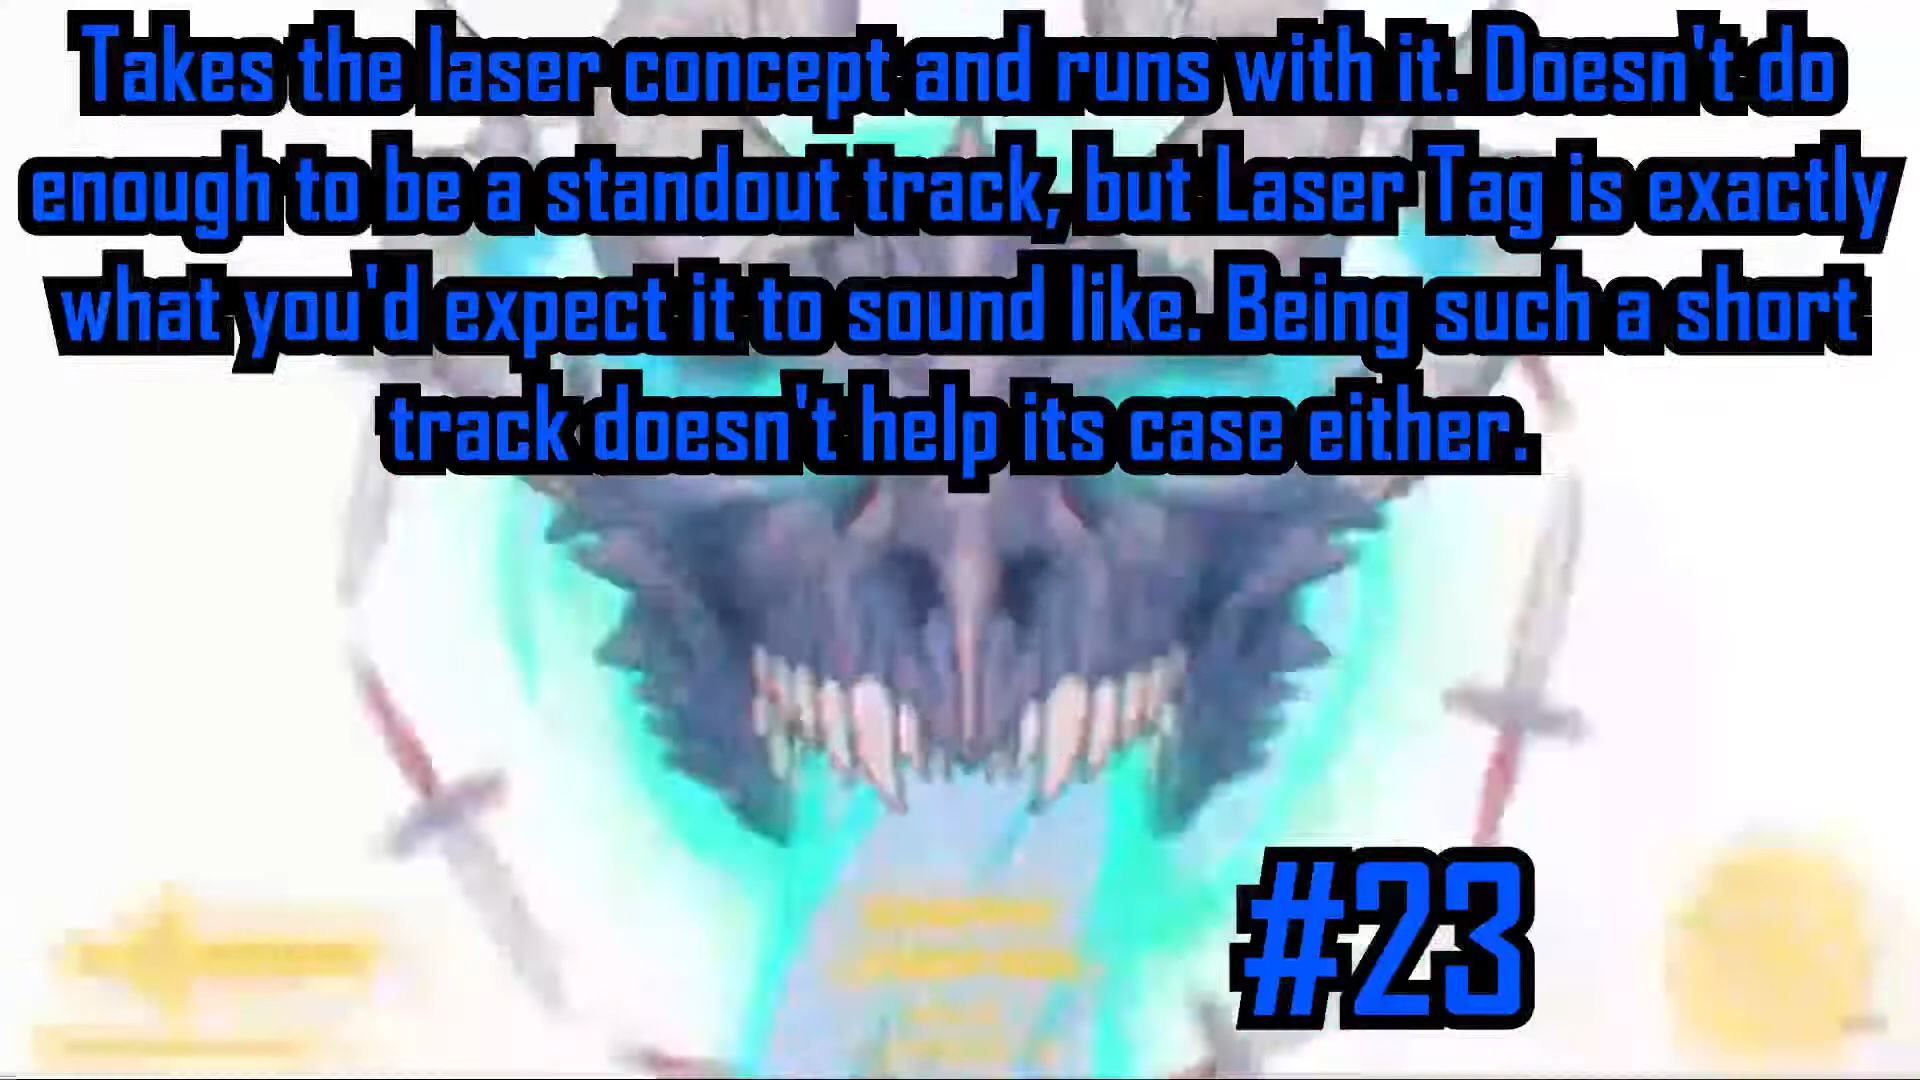 Takes the laser concept and runs with it. Doesn't do
enough to be a standout track, but Laser Tag is exactly
what you'd expect it to sound like. Being such a short
track doesn't help its case either.
#23